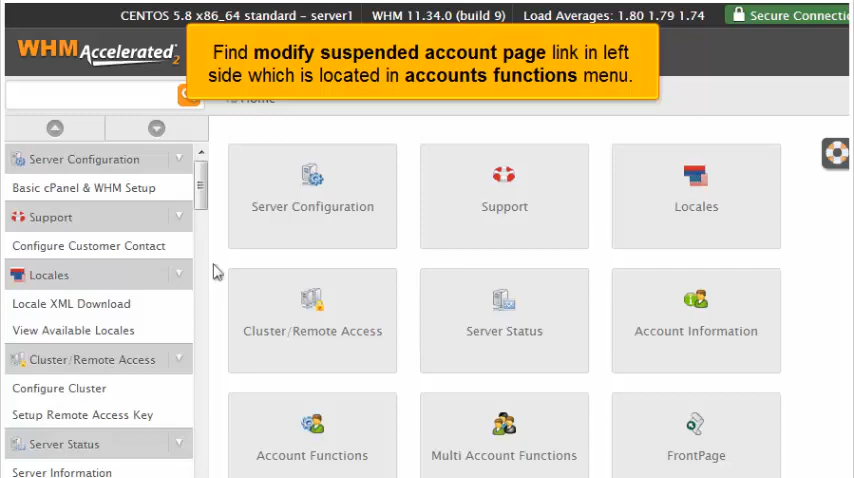 CENTOS 5.8 x86_64 standard – server1 WHM 11.34.0 (build 9) Load Averages: 1.80 1.79 1.74 Secure Connectio
WHM Accelerated 2
Find modify suspended account page link in left
side which is located in accounts functions menu.
Home
Server Configuration
Basic cPanel & WHM Setup
Support
Configure Customer Contact
Locales
Locale XML Download
View Available Locales
Cluster/Remote Access
Configure Cluster
Setup Remote Access Key
Server Status
Server Information
Server Configuration
Support
Locales
Cluster/Remote Access
Server Status
Account Information
Account Functions
Multi Account Functions
FrontPage